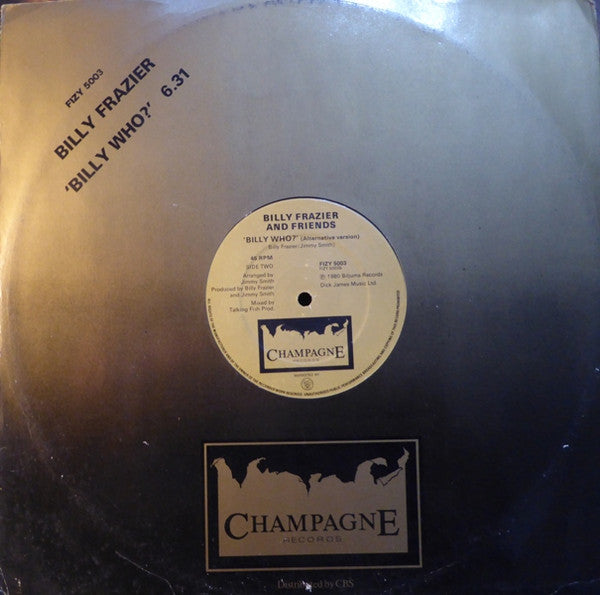 FIZY 5003
BILLY FRAZIER
'BILLY WHO?' 6.31
BILLY FRAZIER
AND FRIENDS
'BILLY WHO?' (Alternative version)
Billy Frazier/Jimmy Smith)
45 RPM
SIDE TWO
Arranged by
Jimmy Smith
Produced by Billy Frazier
and Jimmy Smith
Mixed by
Talking Fish Prod.
FIZY 5003
℗ 1980 Biljuma Records
Dick James Music Ltd.
CHAMPAGNE
RECORDS
CHAMPAGNE
RECORDS
Distributed by CBS